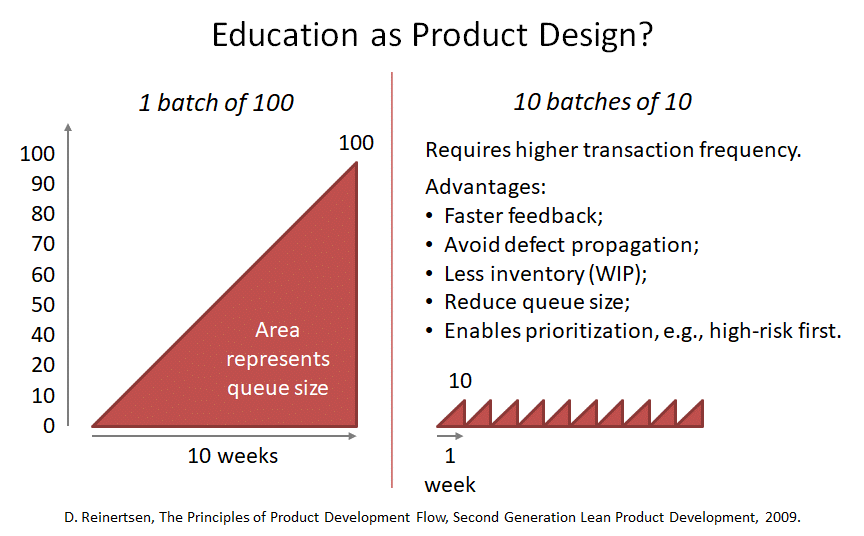 Education as Product Design?
1 batch of 100
100
100
90
80
70
60
50
40
20
10
0
Area
represents
queue size
10 weeks
10 batches of 10
Requires higher transaction frequency.
Advantages:
• Faster feedback;
• Avoid defect propagation;
• Less inventory (WIP);
• Reduce queue size;
• Enables prioritization, e.g., high-risk first.
10
1
week
D. Reinertsen, The Principles of Product Development Flow, Second Generation Lean Product Development, 2009.